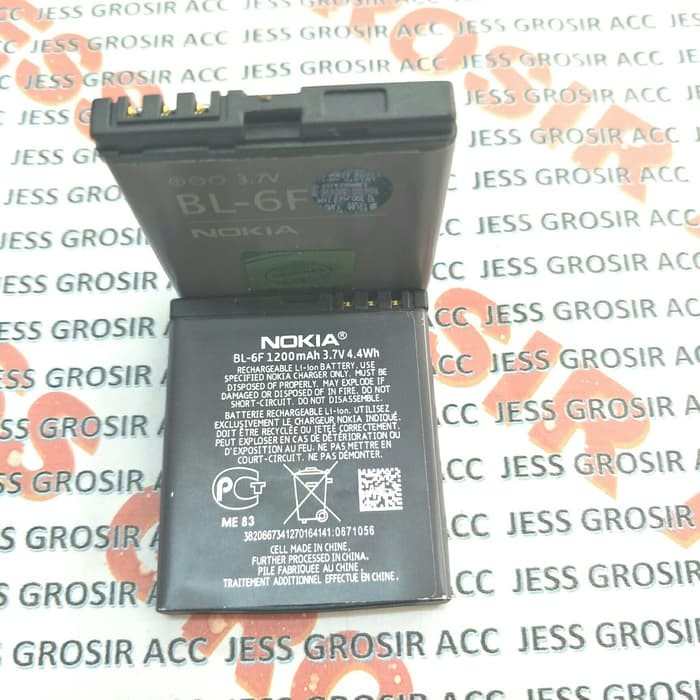 JESS GROSIR ACC
3.7V
BL-6F
NOKIA
NOKIA®
BL-6F 1200mAh 3.7V 4.4Wh
RECHARGEABLE Li-Ion BATTERY. USE
SPECIFIED NOKIA CHARGER ONLY. MUST BE
DISPOSED OF PROPERLY. MAY EXPLODE IF
DAMAGED OR DISPOSED OF IN FIRE. DO NOT
SHORT-CIRCUIT. DO NOT DISASSEMBLE.
BATTERIE RECHARGEABLE Li-Ion. UTILISEZ
EXCLUSIVEMENT LE CHARGEUR NOKIA INDIQUÉ.
DOIT ÊTRE RECYCLÉE OU JETÉE CORRECTEMENT.
PEUT EXPLOSER EN CAS DE DÉTÉRIORATION OU
D'EXPOSITION AU FEU. NE PAS METTRE EN
COURT-CIRCUIT. NE PAS DÉMONTER.
ME 83
3820667341270164141:0671056
CELL MADE IN CHINE,
FURTHER PROCESSED IN CHINA.
PILE FABRIQUÉE AU CHINE,
TRAITEMENT ADDITIONNEL EFFECTUÉ EN CHINE.